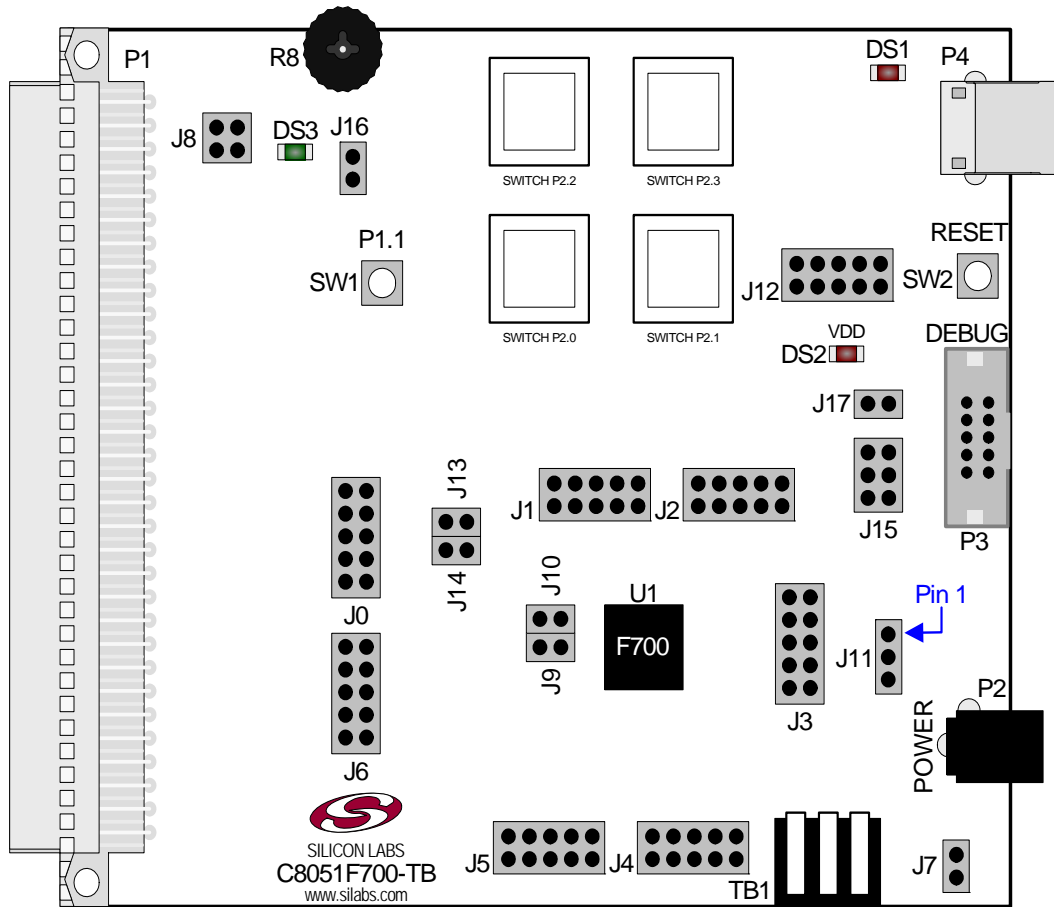 P1
R8
DS1
P4
J8
DS3
J16
SWITCH P2.2
SWITCH P2.3
P1.1
SW1
RESET
SW2
J12
SWITCH P2.0
SWITCH P2.1
VDD
DS2
DEBUG
J17
J13
J1
J2
J15
P3
J14
J10
U1
F700
Pin 1
J0
J9
J11
J3
P2
POWER
J6
SILICON LABS
C8051F700-TB
www.silabs.com
J5
J4
TB1
J7